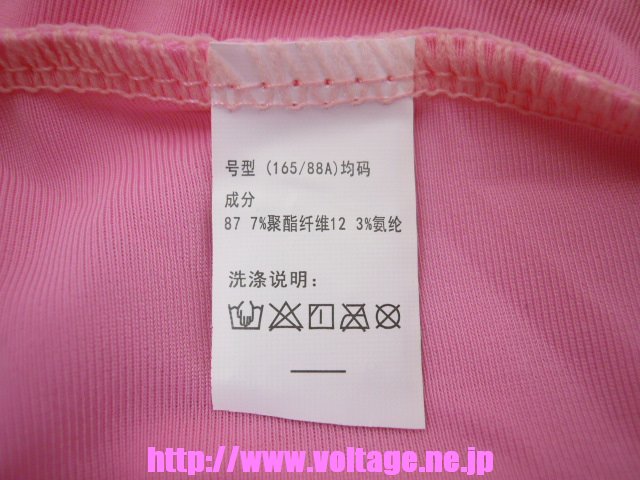 号型 (165/88A)均码
成分
87 7%聚酯纤维12 3%氨纶
洗涤说明:
http://www.voltage.ne.jp